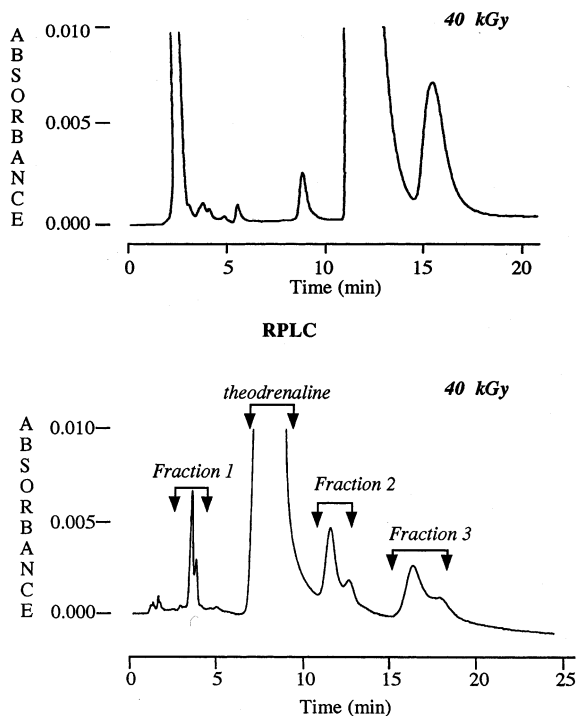 ABSORBANCE
40 kGy
0.010
0.005
0.000
0 5 10 15 20
Time (min)
RPLC
ABSORBANCE
theodrenaline
40 kGy
0.010
Fraction 1
Fraction 2
0.005
Fraction 3
0.000
0 5 10 15 20 25
Time (min)